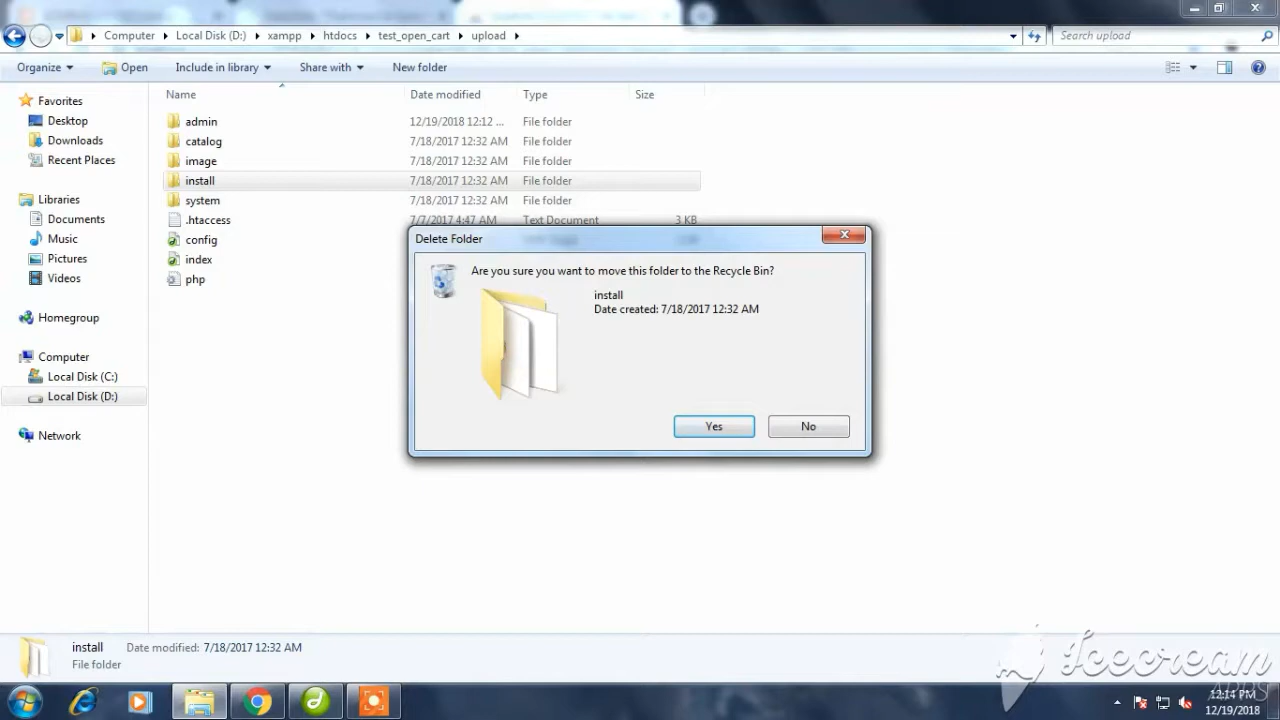 Computer Local Disk (D:) xampp htdocs test_open_cart upload
Search upload
Organize Open Include in library Share with New folder
Name Date modified Type Size
Favorites
Desktop
Downloads
Recent Places
Libraries
Documents
Music
Pictures
Videos
Homegroup
Computer
Local Disk (C:)
Local Disk (D:)
Network
admin 12/19/2018 12:12 ... File folder
catalog 7/18/2017 12:32 AM File folder
image 7/18/2017 12:32 AM File folder
install 7/18/2017 12:32 AM File folder
system 7/18/2017 12:32 AM File folder
.htaccess 7/7/2017 4:47 AM Text Document 3 KB
config
index
php
Delete Folder
Are you sure you want to move this folder to the Recycle Bin?
install
Date created: 7/18/2017 12:32 AM
Yes No
install Date modified: 7/18/2017 12:32 AM
File folder
Icecream
APPS
12:14 PM
12/19/2018